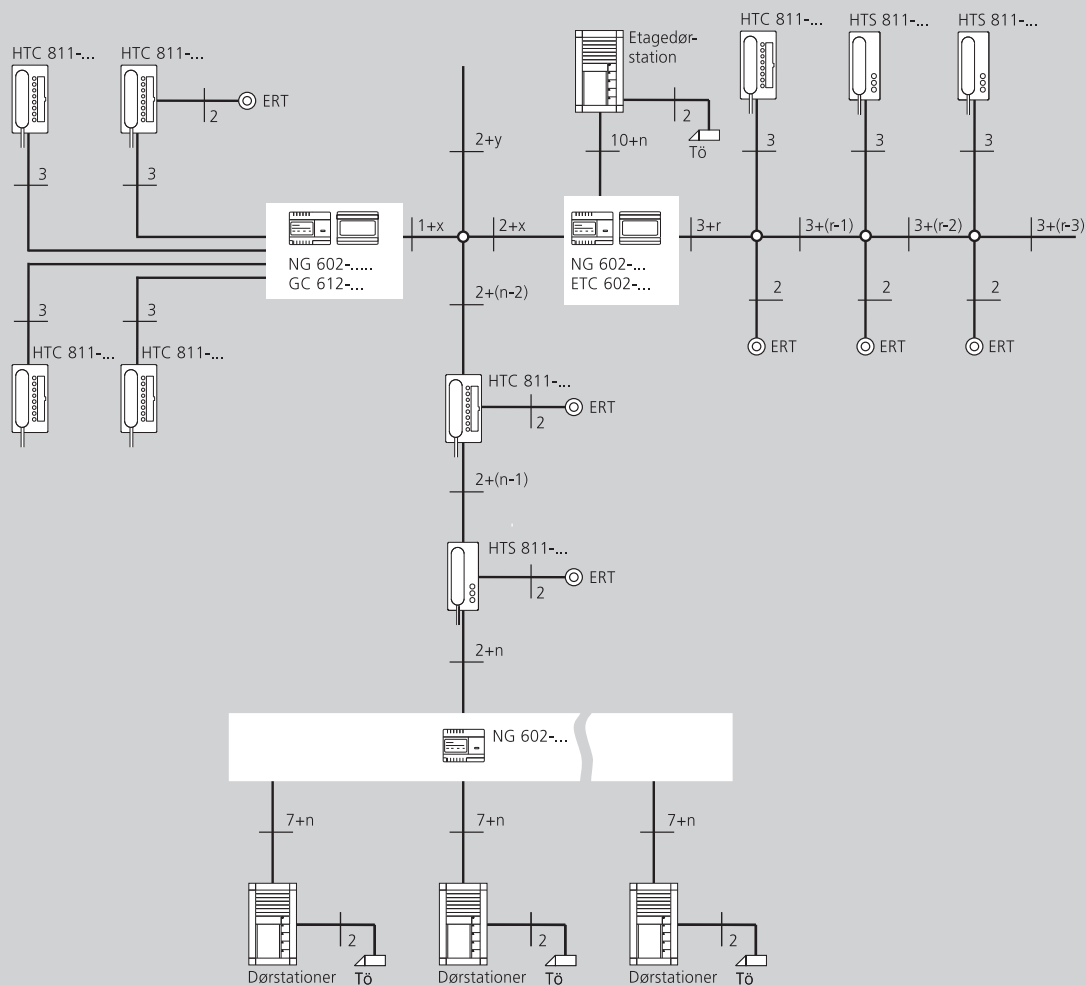 HTC 811-...
HTC 811-...
2
ERT
3
3
Etagedør-
station
2
Tö
10+n
HTC 811-...
HTS 811-...
HTS 811-...
3
3
3
2+y
1+x
2+x
3+r
3+(r-1)
3+(r-2)
3+(r-3)
NG 602-.....
GC 612-...
NG 602-...
ETC 602-...
2+(n-2)
2
2
2
ERT
ERT
ERT
3
3
HTC 811-...
HTC 811-...
HTC 811-...
2
ERT
2+(n-1)
HTS 811-...
2
ERT
2+n
NG 602-...
7+n
7+n
7+n
2
2
2
Dørstationer
Tö
Dørstationer
Tö
Dørstationer
Tö